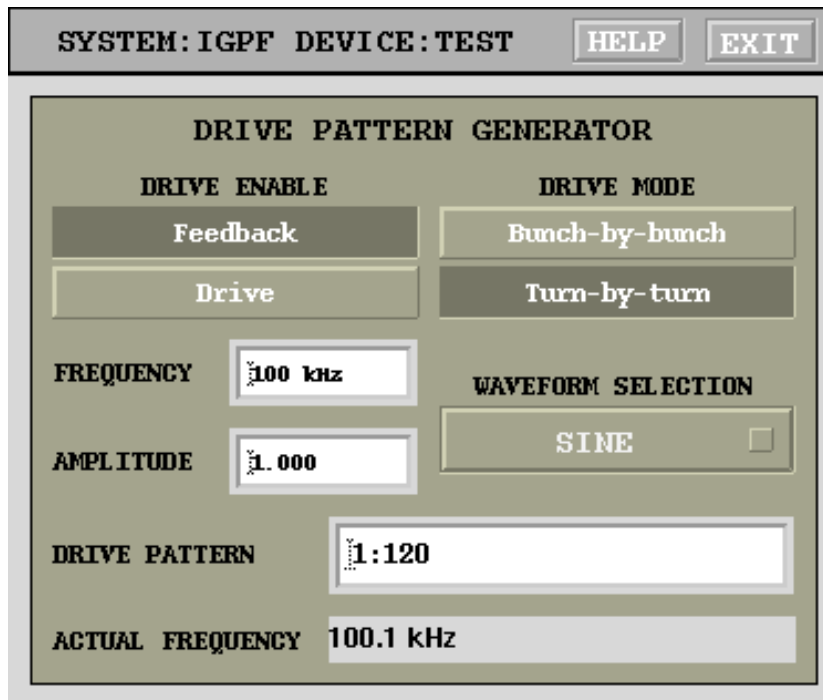 SYSTEM:IGPF DEVICE:TEST HELP EXIT
DRIVE PATTERN GENERATOR
DRIVE ENABLE DRIVE MODE
Feedback Bunch-by-bunch
Drive Turn-by-turn
FREQUENCY 100 kHz
WAVEFORM SELECTION
SINE
AMPLITUDE 1.000
DRIVE PATTERN 1:120
ACTUAL FREQUENCY 100.1 kHz